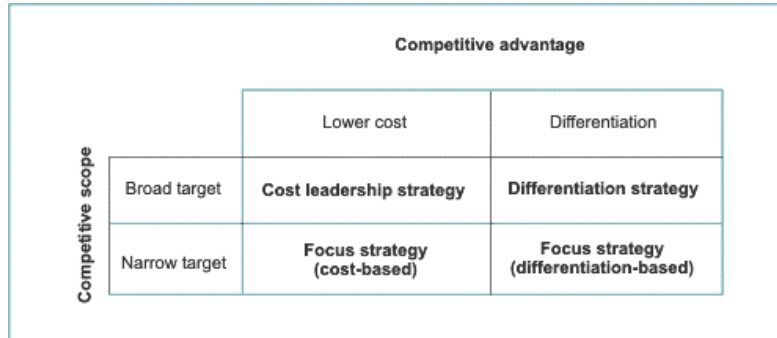 Competitive advantage
Lower cost
Differentiation
Competitive scope
Broad target
Cost leadership strategy
Differentiation strategy
Narrow target
Focus strategy
(cost-based)
Focus strategy
(differentiation-based)